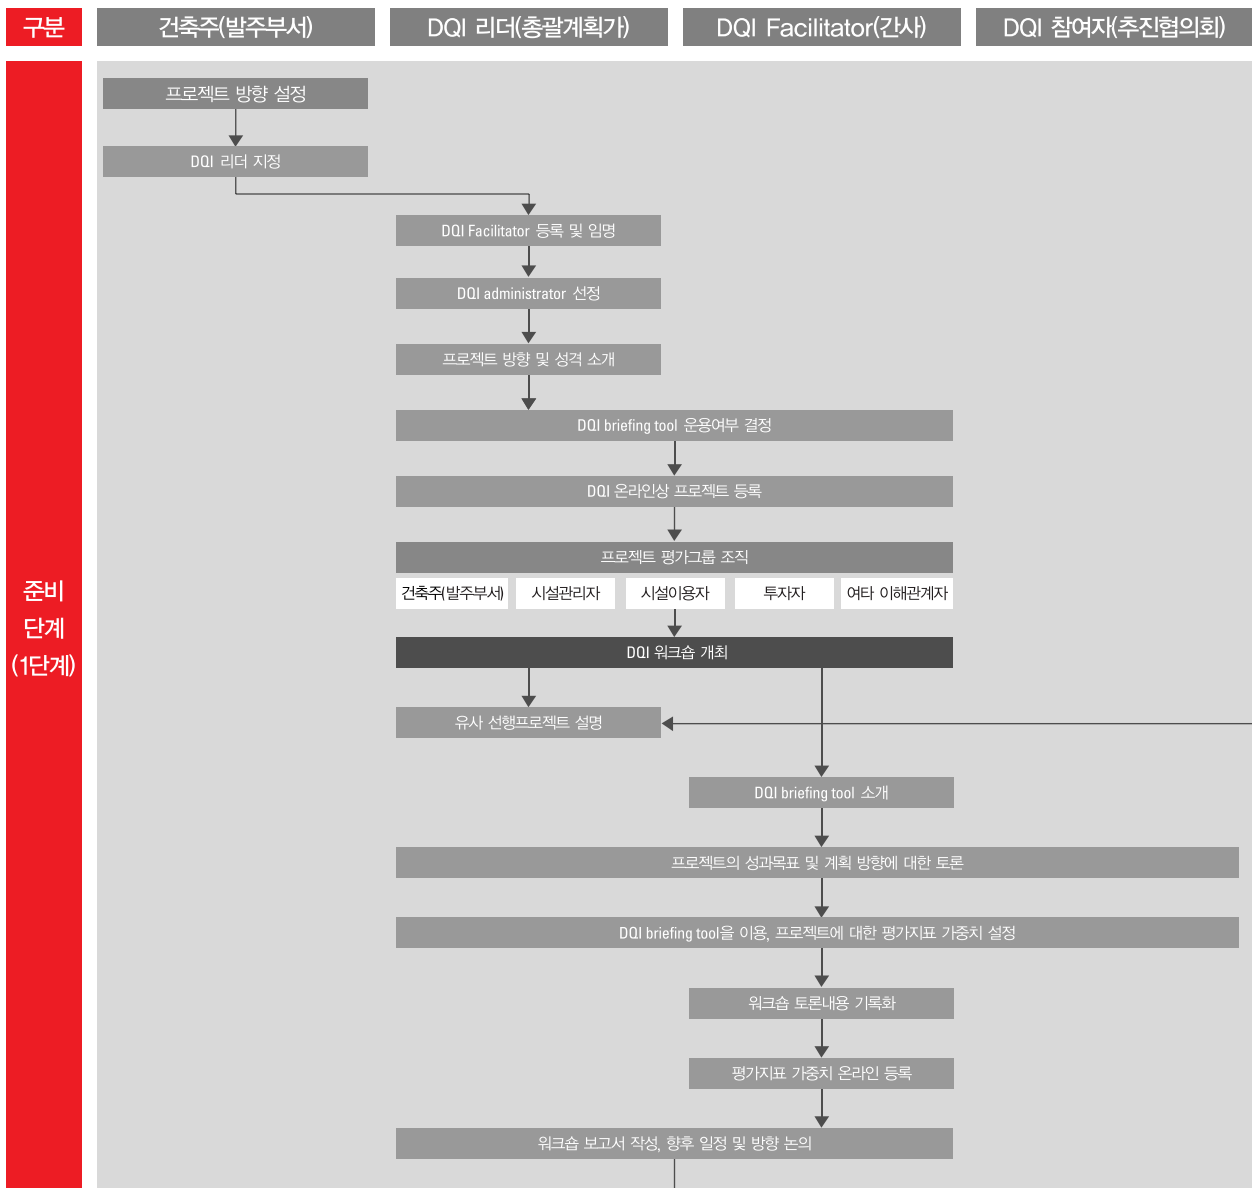 구분
건축주(발주부서)
DQI 리더(총괄계획가)
DQI Facilitator(간사)
DQI 참여자(추진협의회)
준비
단계
(1단계)
프로젝트 방향 설정
DQI 리더 지정
DQI Facilitator 등록 및 임명
DQI administrator 선정
프로젝트 방향 및 성격 소개
DQI briefing tool 운용여부 결정
DQI 온라인상 프로젝트 등록
프로젝트 평가그룹 조직
건축주(발주부서)
시설관리자
시설이용자
투자자
여타 이해관계자
DQI 워크숍 개최
유사 선행프로젝트 설명
DQI briefing tool 소개
프로젝트의 성과목표 및 계획 방향에 대한 토론
DQI briefing tool을 이용, 프로젝트에 대한 평가지표 가중치 설정
워크숍 토론내용 기록화
평가지표 가중치 온라인 등록
워크숍 보고서 작성, 향후 일정 및 방향 논의